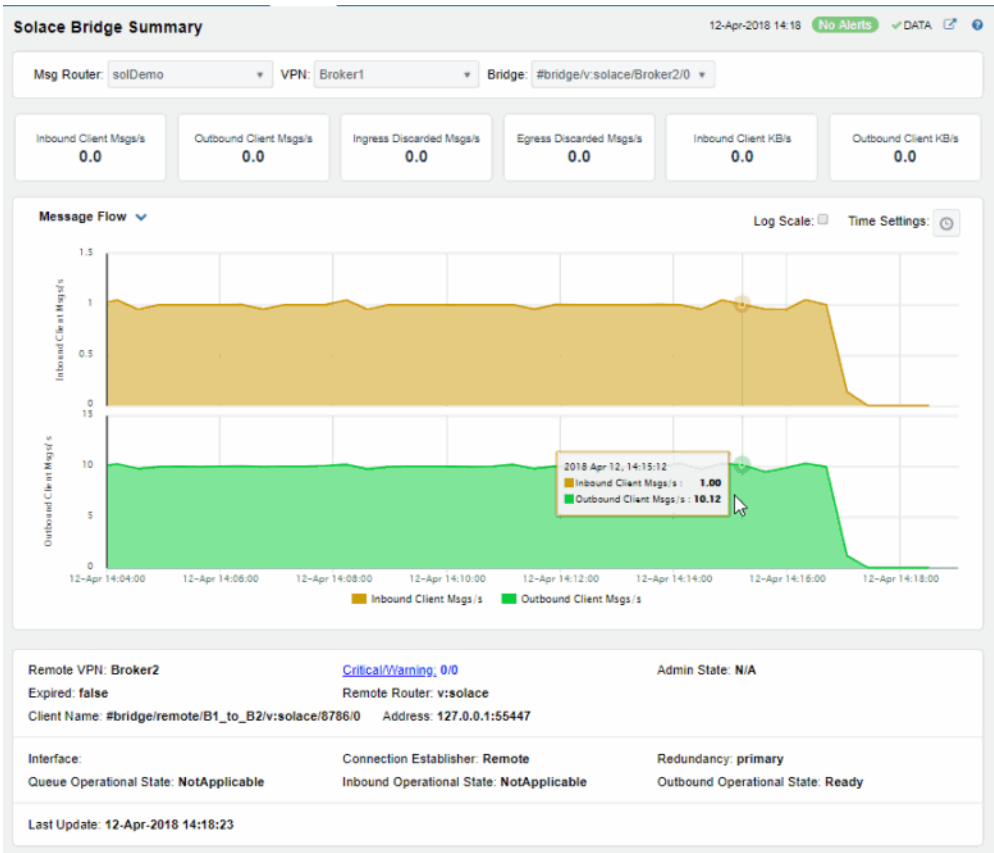 Solace Bridge Summary 12-Apr-2018 14:18 No Alerts DATA
Msg Router: solDemo VPN: Broker1 Bridge: #bridge/v:solace/Broker2/0
Inbound Client Msgs/s Outbound Client Msgs/s Ingress Discarded Msgs/s Egress Discarded Msgs/s Inbound Client KB/s Outbound Client KB/s
0.0 0.0 0.0 0.0 0.0 0.0
Message Flow Log Scale: Time Settings:
Inbound Client Msgs/s
1.5
1
0.5
0
Outbound Client Msgs/s
15
10
5
0
2018 Apr 12, 14:15:12
Inbound Client Msgs/s : 1.00
Outbound Client Msgs/s : 10.12
12-Apr 14:04:00 12-Apr 14:06:00 12-Apr 14:08:00 12-Apr 14:10:00 12-Apr 14:12:00 12-Apr 14:14:00 12-Apr 14:16:00 12-Apr 14:18:00
Inbound Client Msgs/s Outbound Client Msgs/s
Remote VPN: Broker2 Critical/Warning: 0/0 Admin State: N/A
Expired: false Remote Router: v:solace
Client Name: #bridge/remote/B1_to_B2/v:solace/8786/0 Address: 127.0.0.1:55447
Interface: Connection Establisher: Remote Redundancy: primary
Queue Operational State: NotApplicable Inbound Operational State: NotApplicable Outbound Operational State: Ready
Last Update: 12-Apr-2018 14:18:23